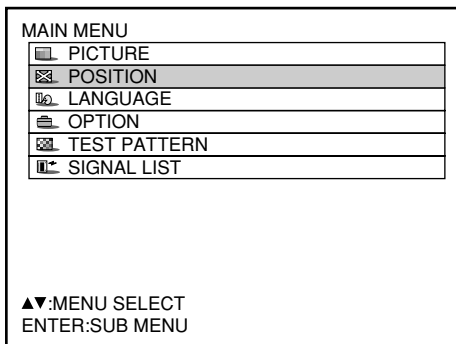 MAIN MENU
PICTURE
POSITION
LANGUAGE
OPTION
TEST PATTERN
SIGNAL LIST
▲▼:MENU SELECT
ENTER:SUB MENU